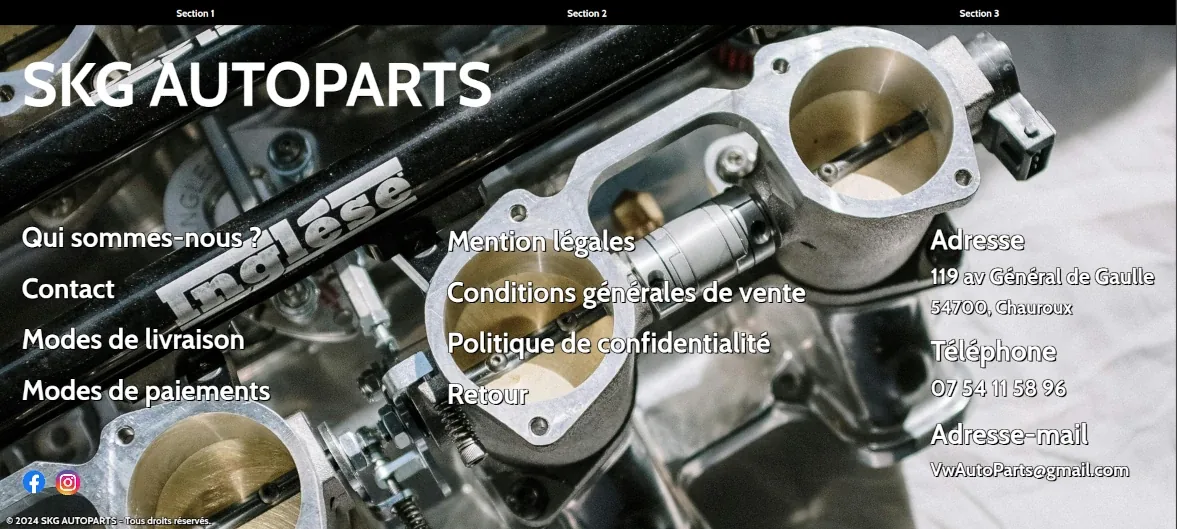 Section 1
Section 2
Section 3
SKG AUTOPARTS
Inglése
INGLE
Qui sommes-nous ?
Contact
Modes de livraison
Modes de paiements
Mention légales
Conditions générales de vente
Politique de confidentialité
Retour
Adresse
119 av Général de Gaulle
54700, Chauroux
Téléphone
07 54 11 58 96
Adresse-mail
VwAutoParts@gmail.com
© 2024 SKG AUTOPARTS - Tous droits réservés.